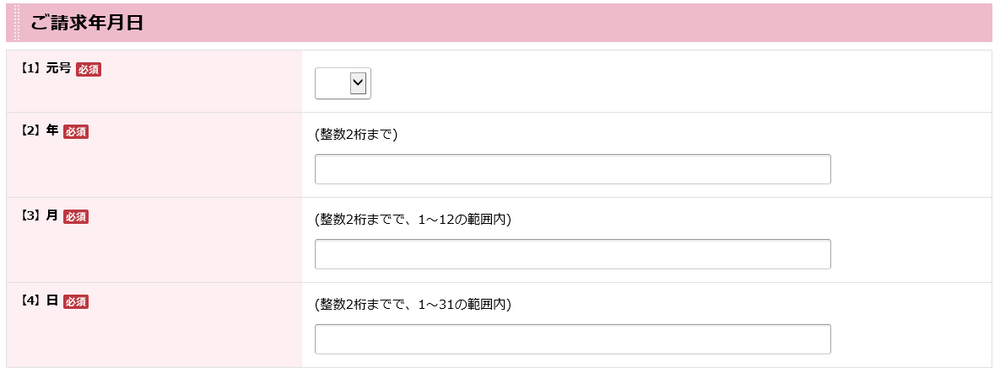 ご請求年月日
【1】元号 必須
【2】年 必須
(整数2桁まで)
【3】月 必須
(整数2桁までで、1～12の範囲内)
【4】日 必須
(整数2桁までで、1～31の範囲内)